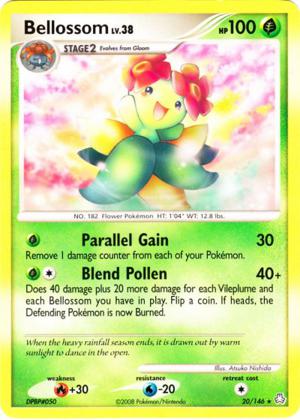 Bellossom LV.38
HP 100
STAGE2 Evolves from Gloom
NO. 182 Flower Pokémon HT: 1'04" WT: 12.8 lbs.
Parallel Gain 30
Remove 1 damage counter from each of your Pokémon.
Blend Pollen 40+
Does 40 damage plus 20 more damage for each Vileplume and
each Bellossom you have in play. Flip a coin. If heads,
the Defending Pokémon is now Burned.
When the heavy rainfall season ends, it is drawn out by warm
sunlight to dance in the open.
Illus. Atsuko Nishida
weakness resistance retreat cost
+30 -20
DPBP#050 ©2008 Pokémon/Nintendo 20/146 ★